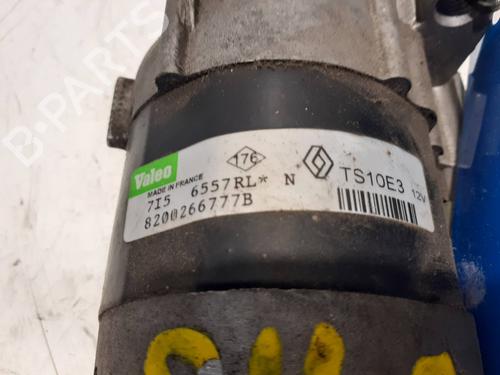 B-PARTS
Valeo
MADE IN FRANCE
176
TS10E3
12V
7I5 6557RL* N
8200266777B